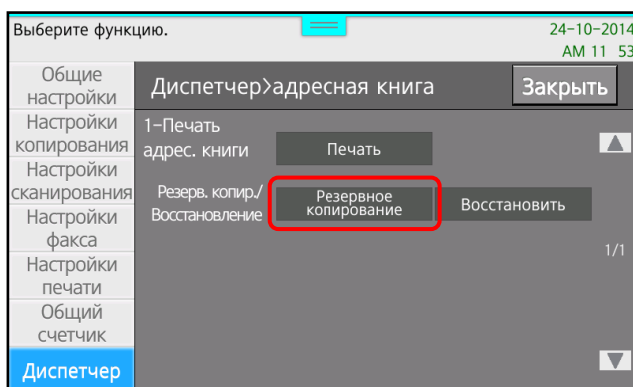 Выберите функцию.
24-10-2014
AM 11 53
Общие
настройки
Настройки
копирования
Настройки
сканирования
Настройки
факса
Настройки
печати
Общий
счетчик
Диспетчер
Диспетчер>адресная книга
Закрыть
1-Печать
адрес. книги
Печать
Резерв. копир./
Восстановление
Резервное
копирование
Восстановить
1/1